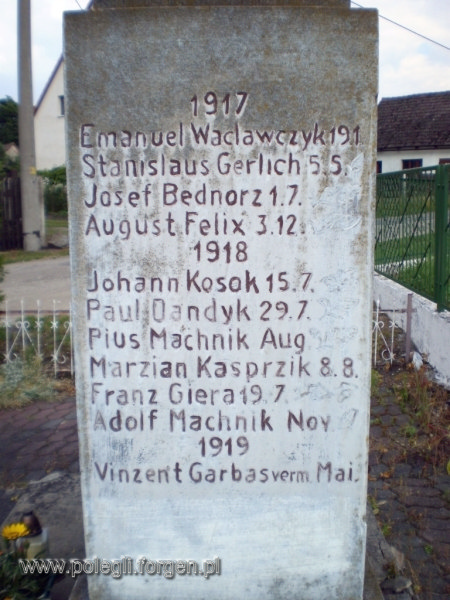 1917
Emanuel Waclawczyk 19.1
Stanislaus Gerlich 5.5.
Josef Bednorz 1.7.
August Felix 3.12.
1918
Johann Kosok 15.7.
Paul Dandyk 29.7.
Pius Machnik Aug
Marzian Kasprzik 8.8.
Franz Giera 19.7.
Adolf Machnik Nov
1919
Vinzent Garbas verm. Mai.
www.polegli.forgen.pl